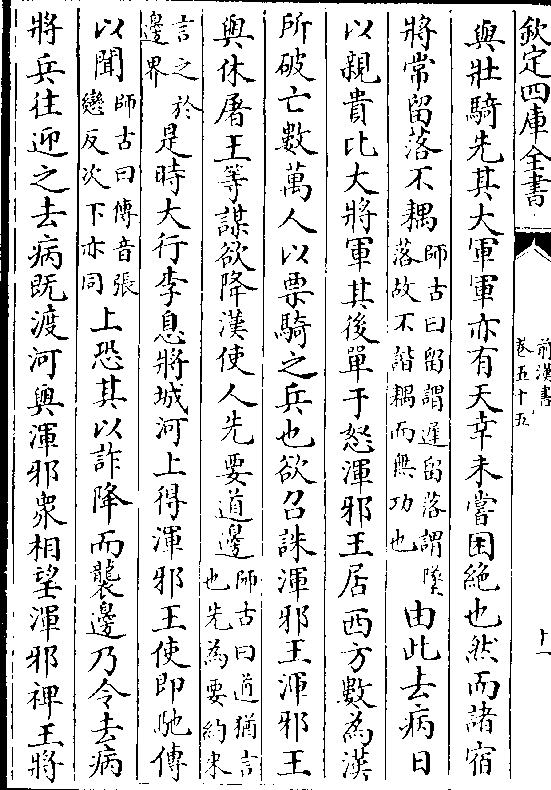 欽定四庫全書
前漢書
卷五十五
十一
與壯騎先其大軍軍亦有天幸未嘗困絶也然而諸宿
將常留落不耦師古曰留謂遲留落謂墜
落故不諧耦而無功也由此去病日
以親貴比大將軍其後單于怒渾邪王居西方數為漢
所破亡數萬人以票騎之兵也欲召誅渾邪王渾邪王
與休屠王等謀欲降漢使人先要道邊師古曰道猶言
也先為要約来
言之於
邊界是時大行李息將城河上得渾邪王使即馳傳
以聞師古曰傳音張
戀反次下亦同上恐其以詐降而襲邊乃令去病
將兵往迎之去病既渡河與渾邪衆相望渾邪裨王將